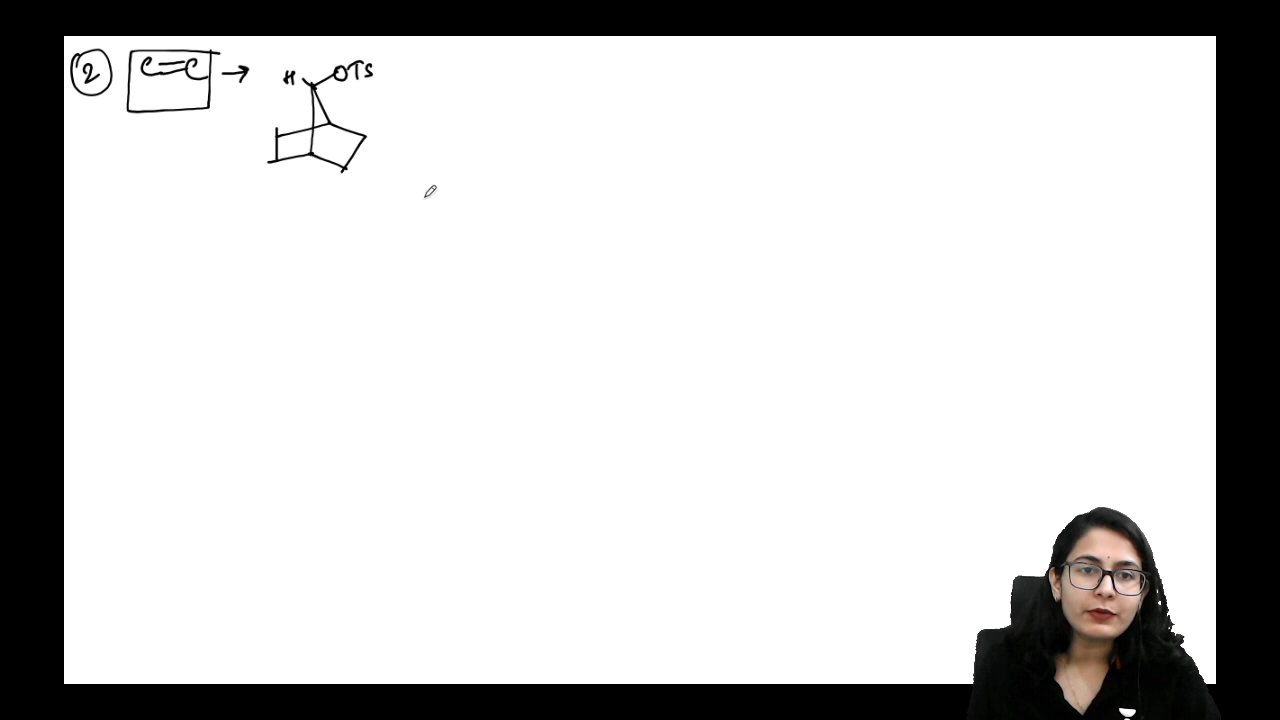 ② C=C → H OTS